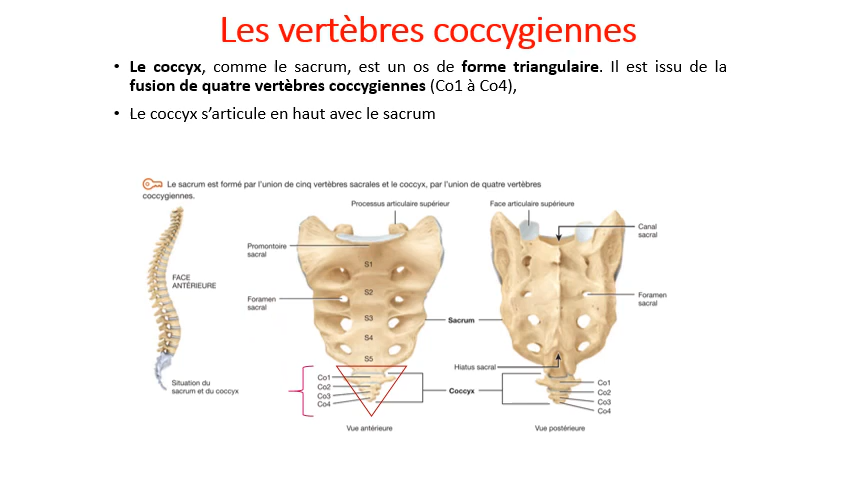 Les vertèbres coccygiennes
• Le coccyx, comme le sacrum, est un os de forme triangulaire. Il est issu de la
fusion de quatre vertèbres coccygiennes (Co1 à Co4),
• Le coccyx s’articule en haut avec le sacrum
Le sacrum est formé par l'union de cinq vertèbres sacrales et le coccyx, par l'union de quatre vertèbres
coccygiennes.
Processus articulaire supérieur
Face articulaire supérieure
Canal
sacral
Promontoire
sacral
S1
FACE
ANTÉRIEURE
S2
Foramen
sacral
Foramen
sacral
S3
Sacrum
S4
S5
Hiatus sacral
Situation du
sacrum et du coccyx
Co1
Co2
Co3
Co4
Coccyx
Co1
Co2
Co3
Co4
Vue antérieure
Vue postérieure